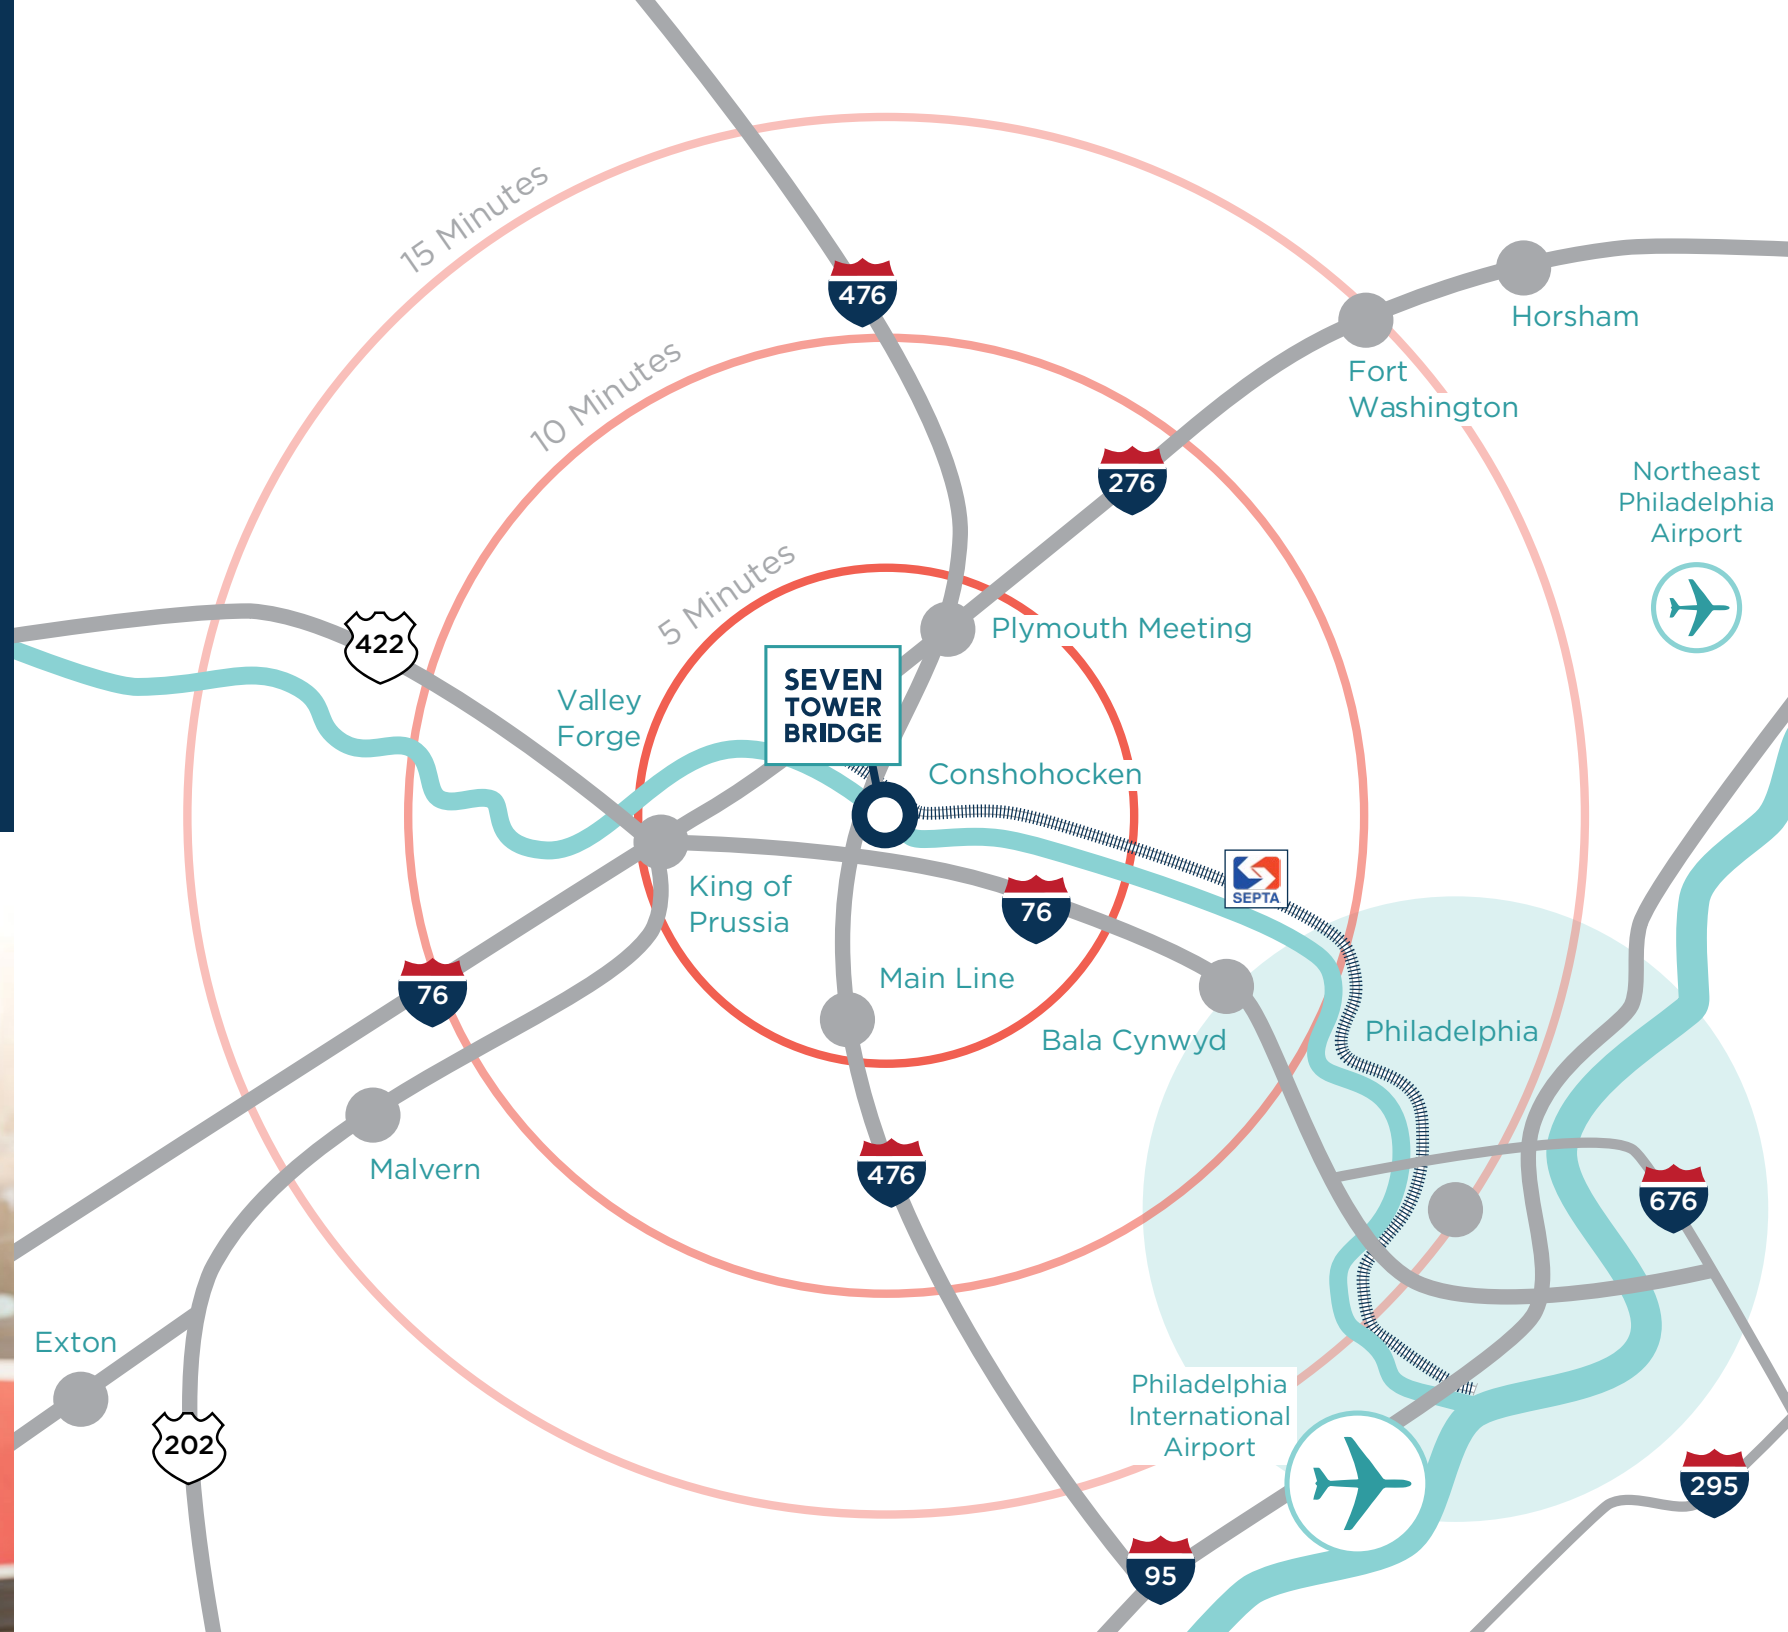 15 Minutes
476
Horsham
10 Minutes
Fort
Washington
276
Northeast
Philadelphia
Airport
5 Minutes
422
Plymouth Meeting
SEVEN
TOWER
BRIDGE
Valley
Forge
Conshohocken
King of
Prussia
76
SEPTA
76
Main Line
Bala Cynwyd
Philadelphia
Malvern
476
676
Exton
Philadelphia
International
Airport
202
295
95